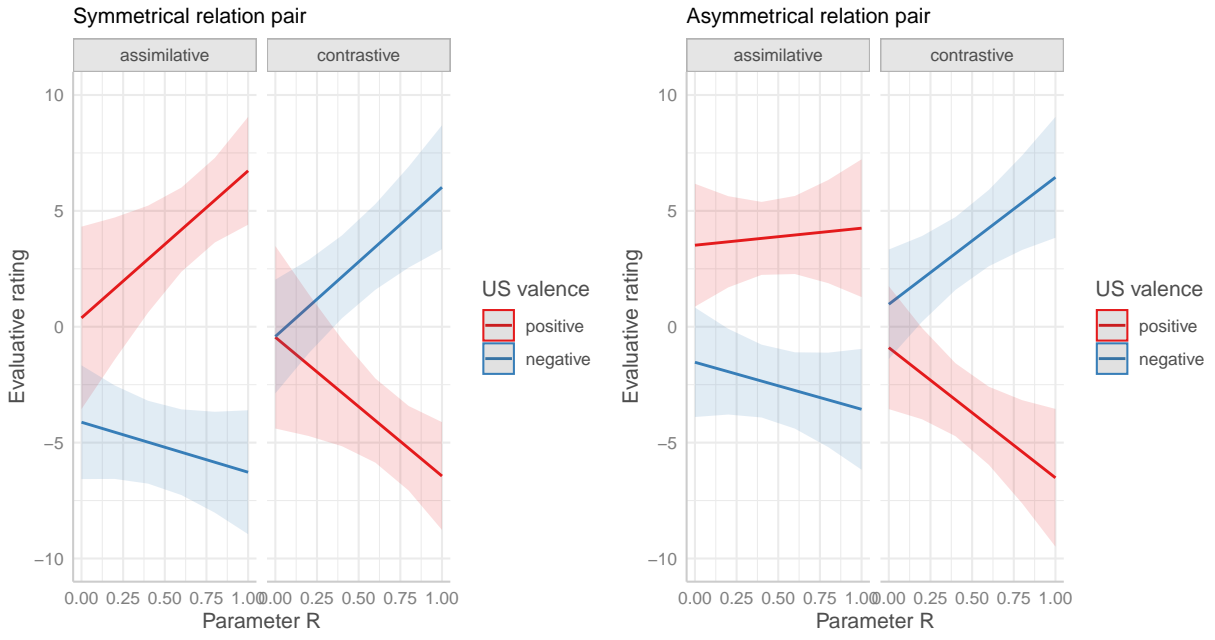 Symmetrical relation pair
assimilative
contrastive
10
5
0
−5
−10
Evaluative rating
0.00 0.25 0.50 0.75 1.00
0.00 0.25 0.50 0.75 1.00
Parameter R
US valence
positive
negative
Asymmetrical relation pair
assimilative
contrastive
10
5
0
−5
−10
Evaluative rating
0.00 0.25 0.50 0.75 1.00
0.00 0.25 0.50 0.75 1.00
Parameter R
US valence
positive
negative